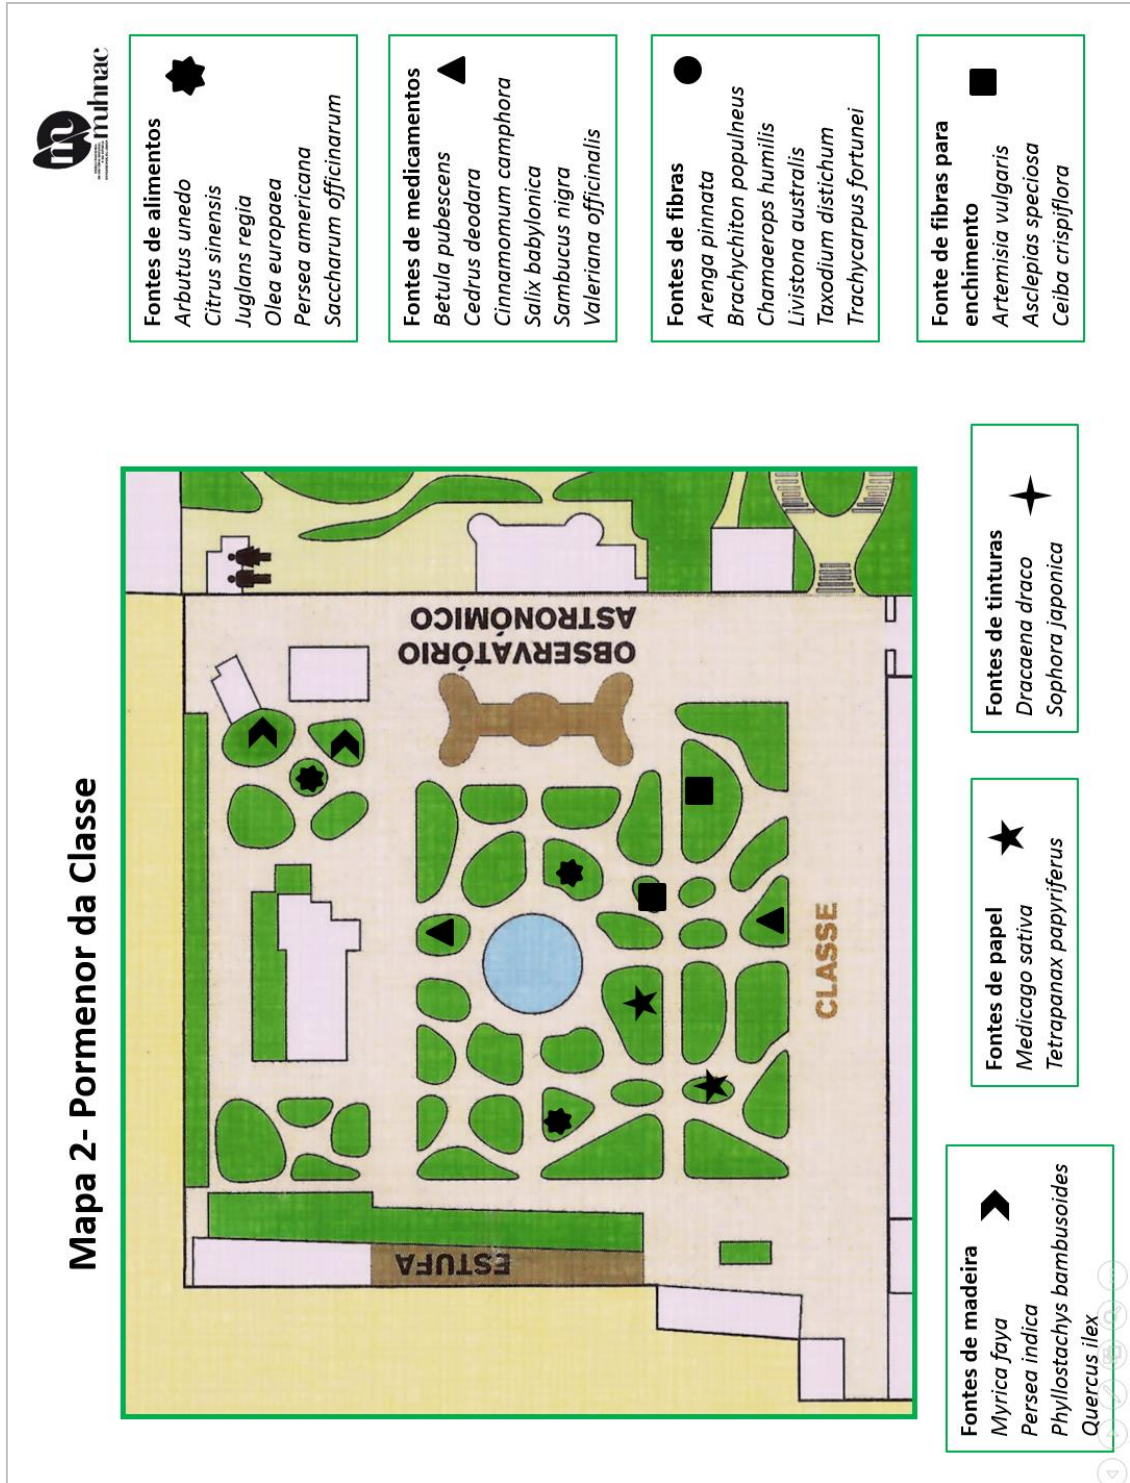 Mapa 2- Pormenor da Classe
muhnac
Fontes de alimentos
Arbutus unedo
Citrus sinensis
Juglans regia
Olea europaea
Persea americana
Saccharum officinarum
Fontes de medicamentos
Betula pubescens
Cedrus deodara
Cinnamomum camphora
Salix babylonica
Sambucus nigra
Valeriana officinalis
Fontes de fibras
Arenga pinnata
Brachychiton populneus
Chamaerops humilis
Livistona australis
Taxodium distichum
Trachycarpus fortunei
Fonte de fibras para
enchimento
Artemisia vulgaris
Asclepias speciosa
Ceiba crispiflora
OBSERVATÓRIO
ASTRONÓMICO
ESTUFA
CLASSE
Fontes de madeira
Myrica faya
Persea indica
Phyllostachys bambusoides
Quercus ilex
Fontes de papel
Medicago sativa
Tetrapanax papyriferus
Fontes de tinturas
Dracaena draco
Sophora japonica